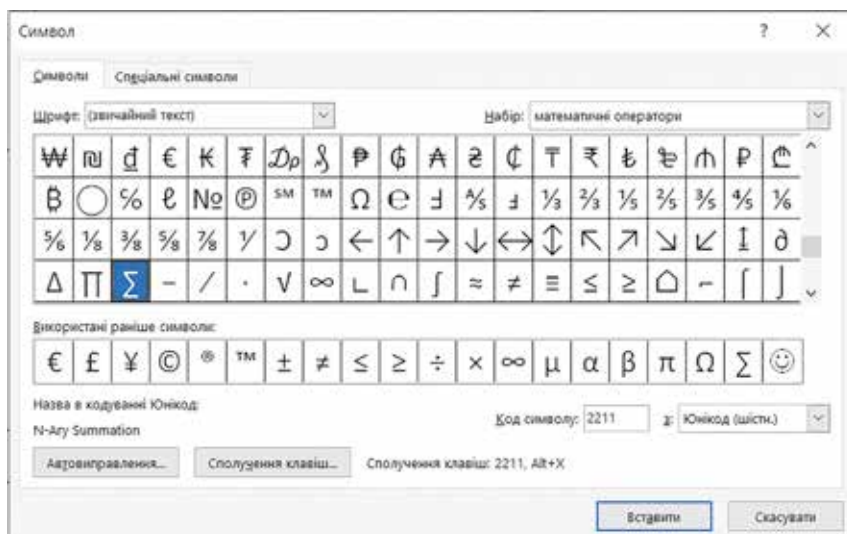 Символ ? ×
Символи Спеціальні символи
Шрифт: (звичайний текст) Набір: математичні оператори
₩ ₪ ₫ € ₭ ₮ ₯ ₰ ₱ ₲ ₳ ₴ ₵ ₸ ₹ ₺ ₻ ₼ ₽ ₾
₿ ◯ ℅ ℓ № ℗ ℠ ™ Ω ℮ Ⅎ ⅍ ⅎ ⅓ ⅔ ⅕ ⅖ ⅗ ⅘ ⅙
⅚ ⅛ ⅜ ⅝ ⅞ ⅟ Ↄ ↄ ← ↑ → ↓ ↔ ↕ ↖ ↗ ↘ ↙ ↨ ∂
∆ ∏ ∑ − ∕ ∙ √ ∞ ∟ ∩ ∫ ≈ ≠ ≡ ≤ ≥ ⌂ ⌐ ⌠ ⌡
Використані раніше символи:
€ £ ¥ © ® ™ ± ≠ ≤ ≥ ÷ × ∞ µ α β π Ω ∑ ☺
Назва в кодуванні Юнікод:
N-Ary Summation
Код символу: 2211 з: Юнікод (шістн.)
Автовиправлення... Сполучення клавіш... Сполучення клавіш: 2211, Alt+X
Вставити Скасувати